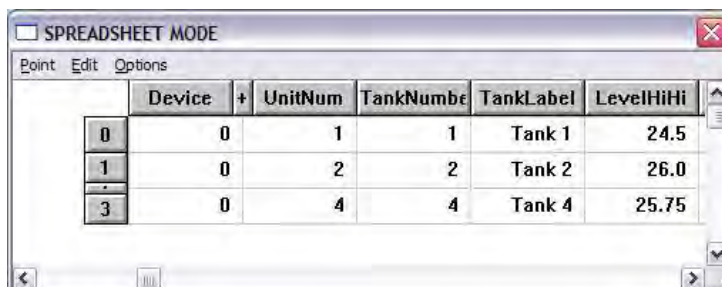 SPREADSHEET MODE
Point Edit Options
Device + UnitNum TankNumbe TankLabel LevelHiHi
0 0 1 1 Tank 1 24.5
1 0 2 2 Tank 2 26.0
3 0 4 4 Tank 4 25.75